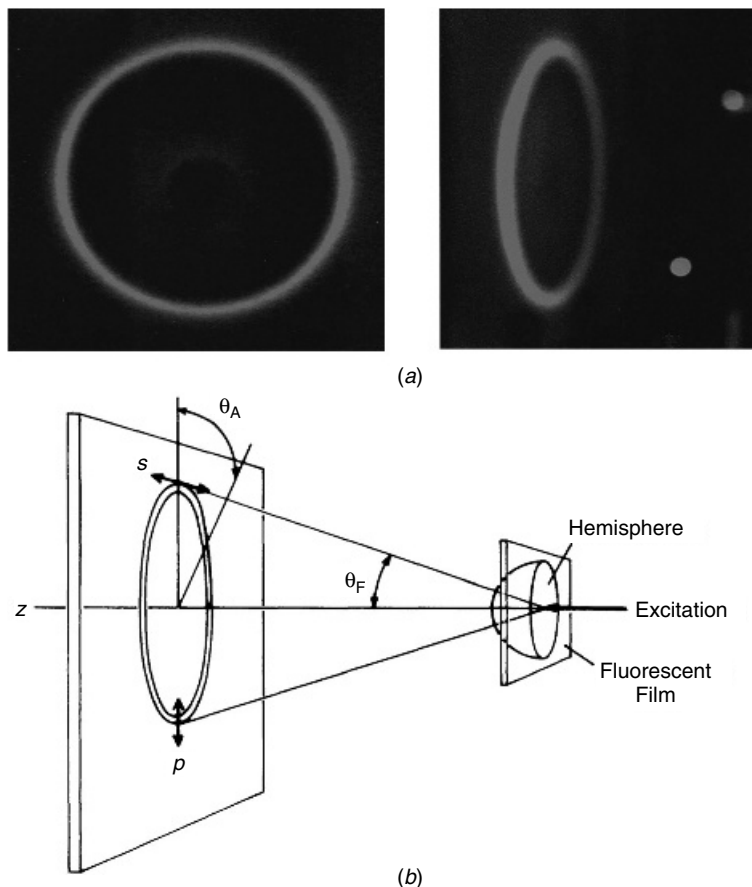 (a)
θA
s
Hemisphere
θF
z
Excitation
Fluorescent
Film
p
(b)